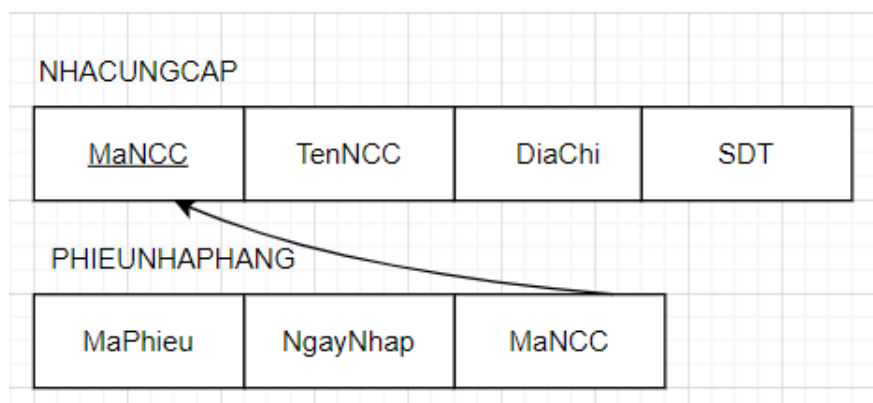 NHACUNGCAP
MaNCC TenNCC DiaChi SDT
PHIEUNHAPHANG
MaPhieu NgayNhap MaNCC